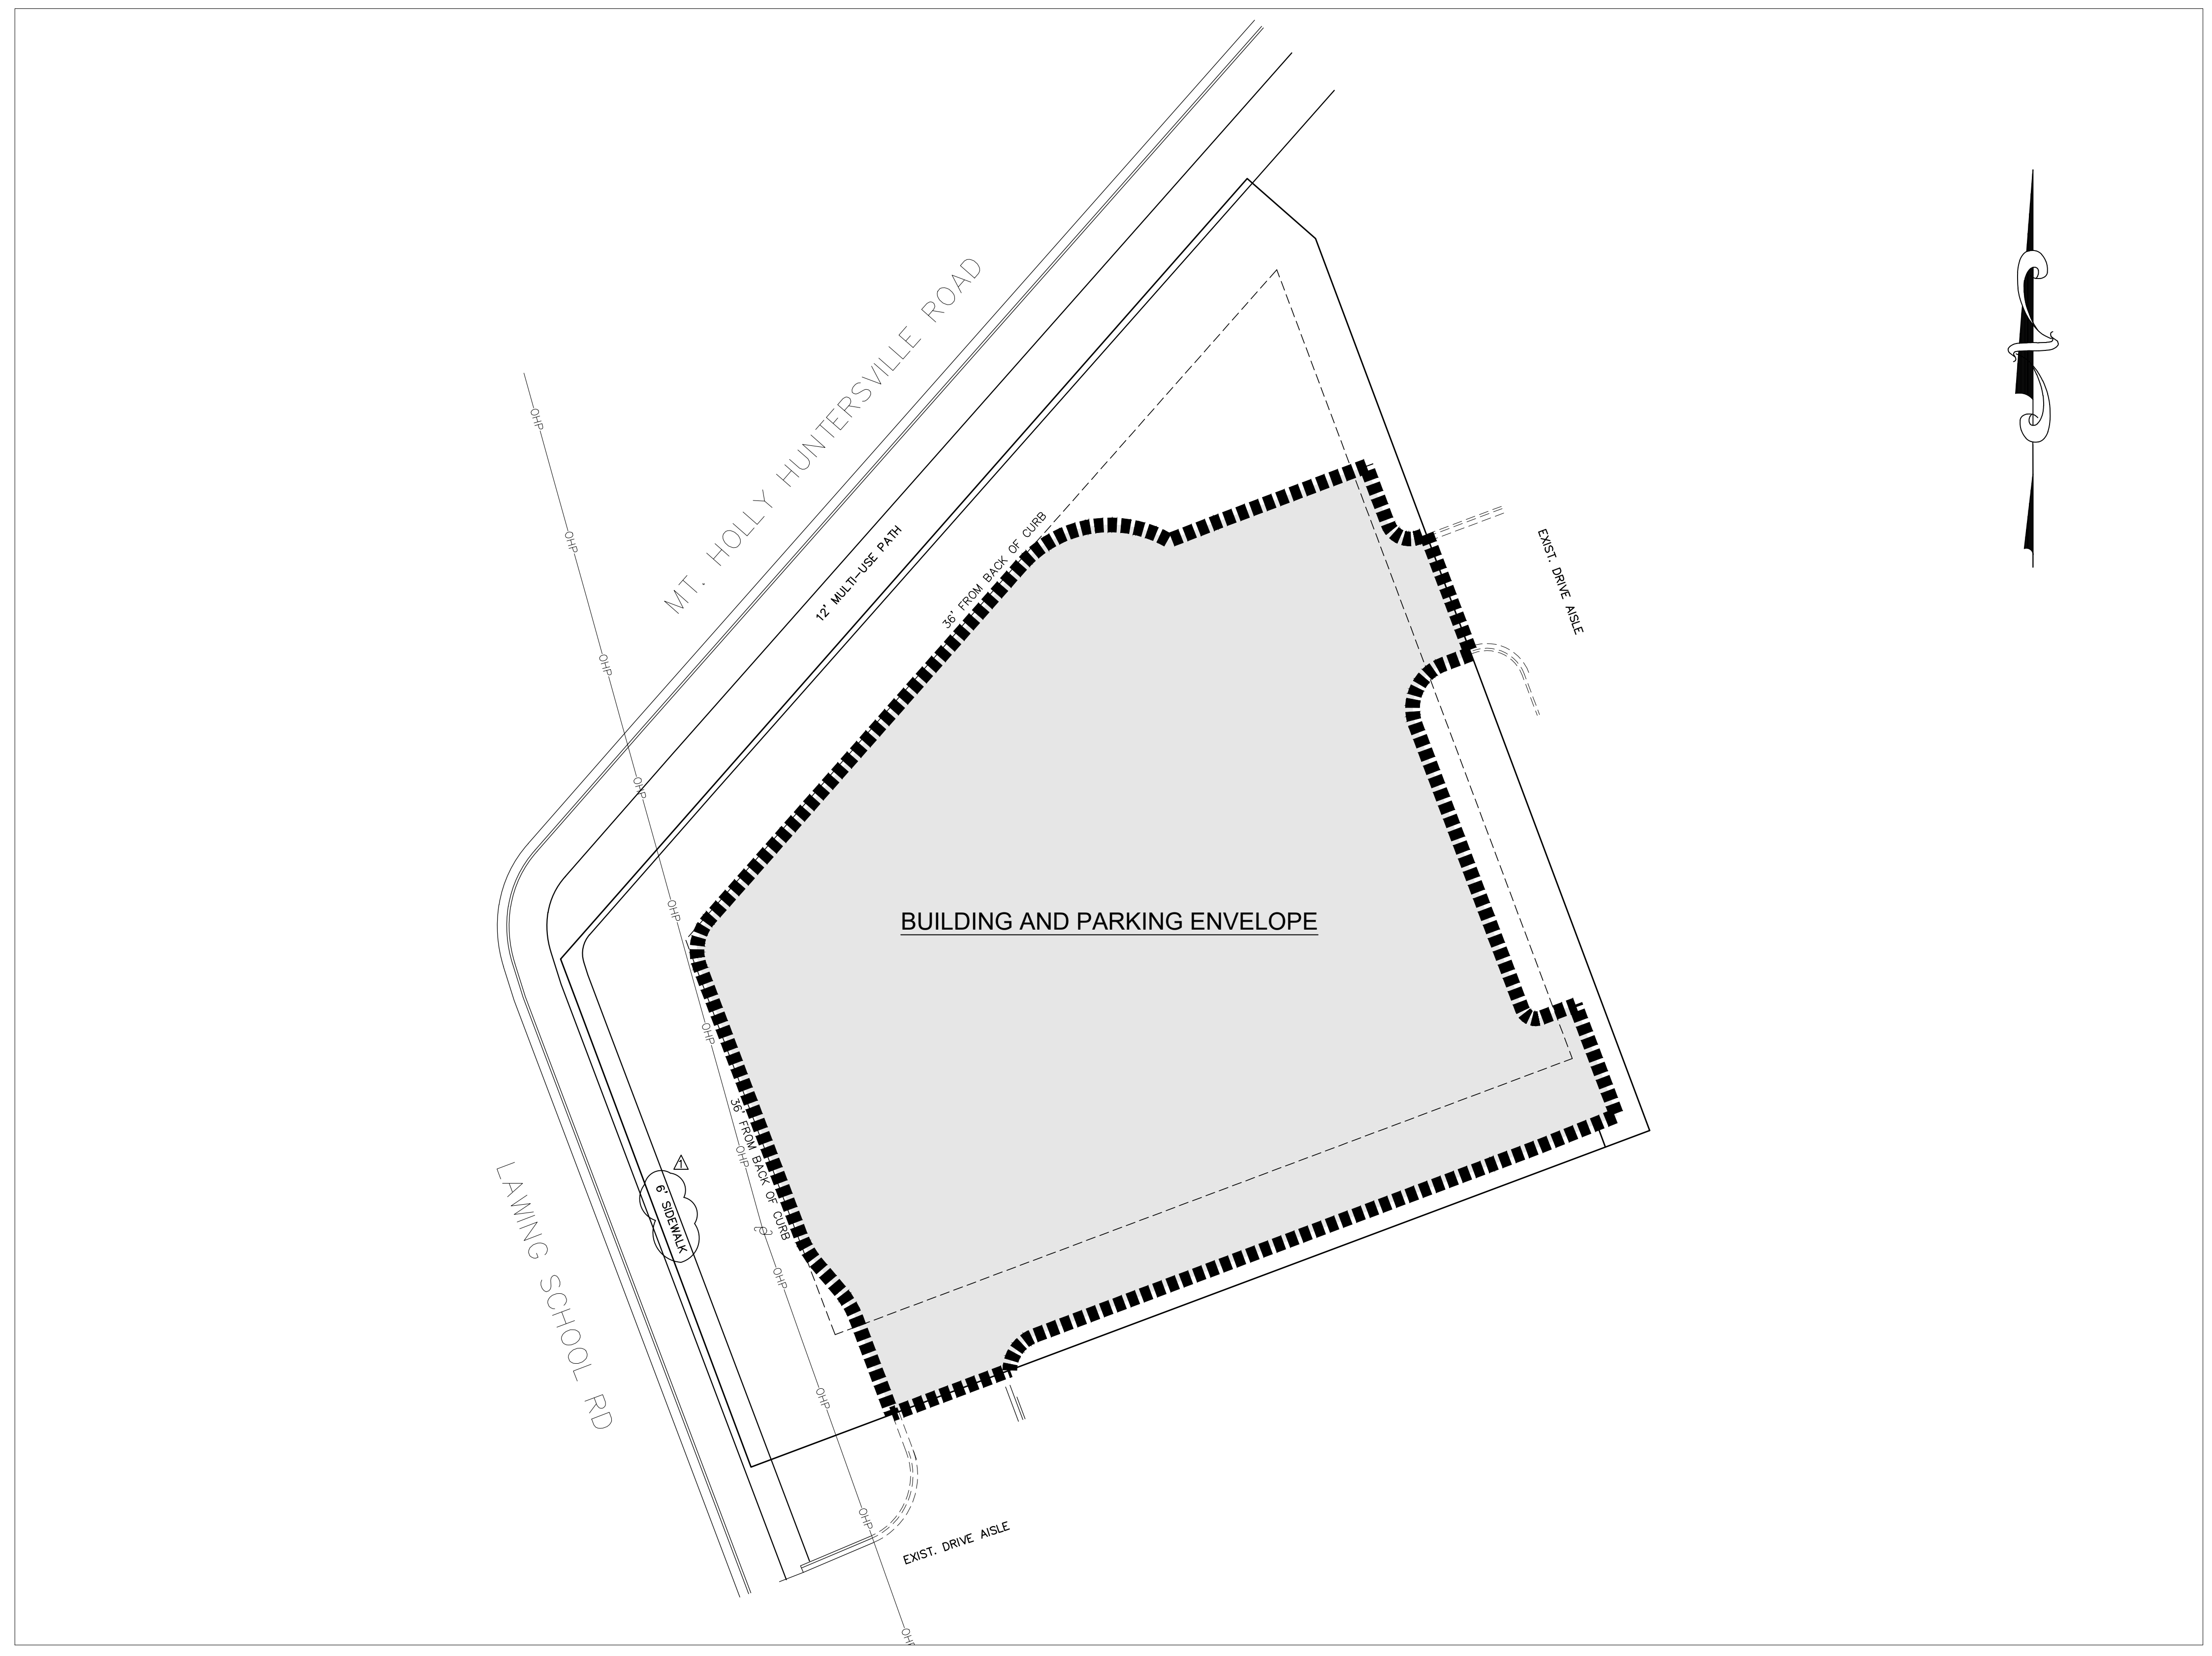 MT. HOLLY HUNTERSVILLE ROAD
OHP
OHP
OHP
OHP
OHP
OHP
OHP
OHP
OHP
OHP
OHP
12' MULTI-USE PATH
36' FROM BACK OF CURB
EXIST. DRIVE AISLE
BUILDING AND PARKING ENVELOPE
36' FROM BACK OF CURB
1
6' SIDEWALK
LAWING SCHOOL RD
EXIST. DRIVE AISLE